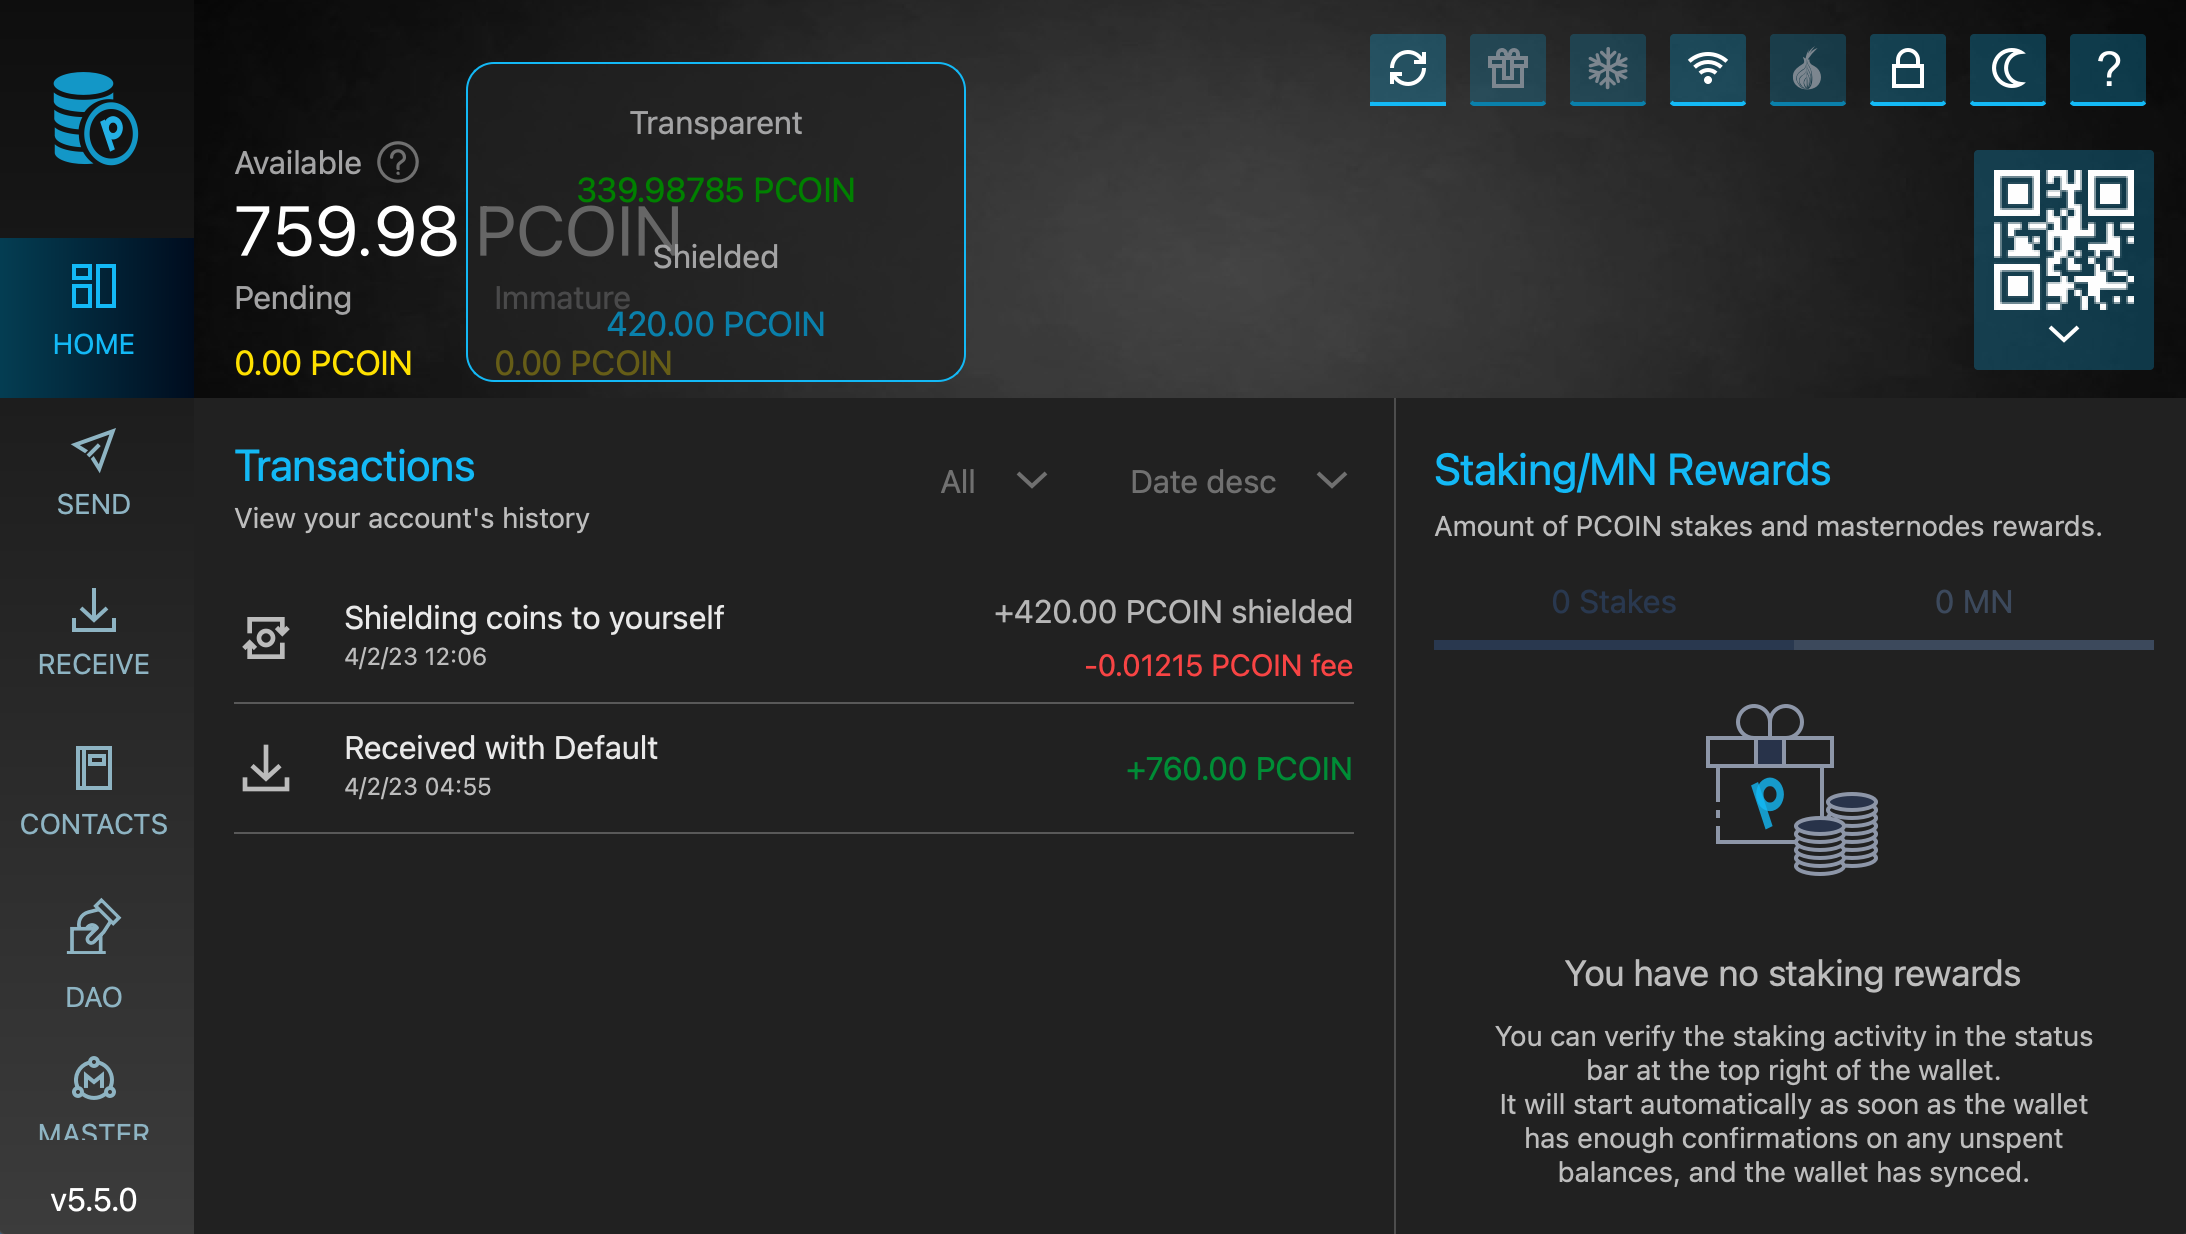 Available
759.98 PCOIN
Pending
0.00 PCOIN
Immature
0.00 PCOIN
Transparent
339.98785 PCOIN
Shielded
420.00 PCOIN
?
?
HOME
SEND
RECEIVE
CONTACTS
DAO
MASTER
v5.5.0
Transactions
View your account's history
All
Date desc
Shielding coins to yourself
4/2/23 12:06
+420.00 PCOIN shielded
-0.01215 PCOIN fee
Received with Default
4/2/23 04:55
+760.00 PCOIN
Staking/MN Rewards
Amount of PCOIN stakes and masternodes rewards.
0 Stakes
0 MN
You have no staking rewards
You can verify the staking activity in the status
bar at the top right of the wallet.
It will start automatically as soon as the wallet
has enough confirmations on any unspent
balances, and the wallet has synced.